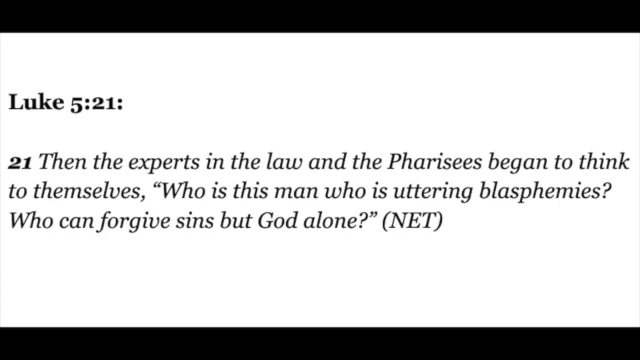 Luke 5:21:
21 Then the experts in the law and the Pharisees began to think
to themselves, “Who is this man who is uttering blasphemies?
Who can forgive sins but God alone?” (NET)